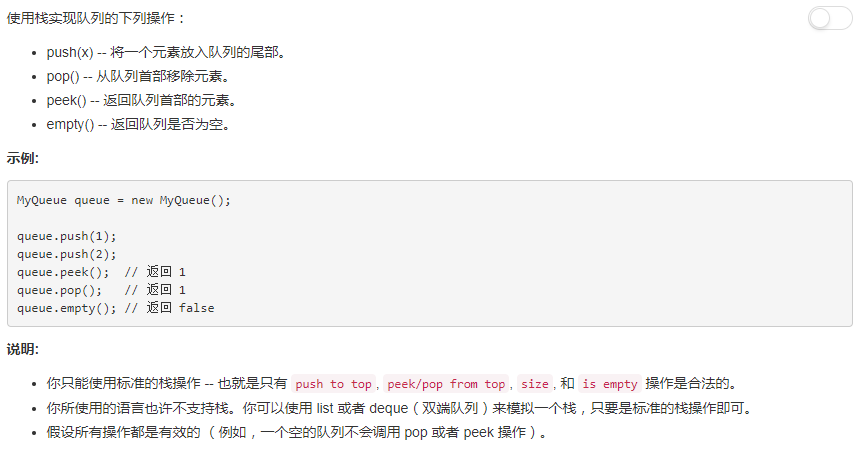 使用栈实现队列的下列操作：
push(x) -- 将一个元素放入队列的尾部。
pop() -- 从队列首部移除元素。
peek() -- 返回队列首部的元素。
empty() -- 返回队列是否为空。
示例:
MyQueue queue = new MyQueue();
queue.push(1);
queue.push(2);
queue.peek();  // 返回 1
queue.pop();   // 返回 1
queue.empty(); // 返回 false
说明:
你只能使用标准的栈操作 -- 也就是只有 push to top, peek/pop from top, size, 和 is empty 操作是合法的。
你所使用的语言也许不支持栈。你可以使用 list 或者 deque（双端队列）来模拟一个栈，只要是标准的栈操作即可。
假设所有操作都是有效的 （例如，一个空的队列不会调用 pop 或者 peek 操作）。